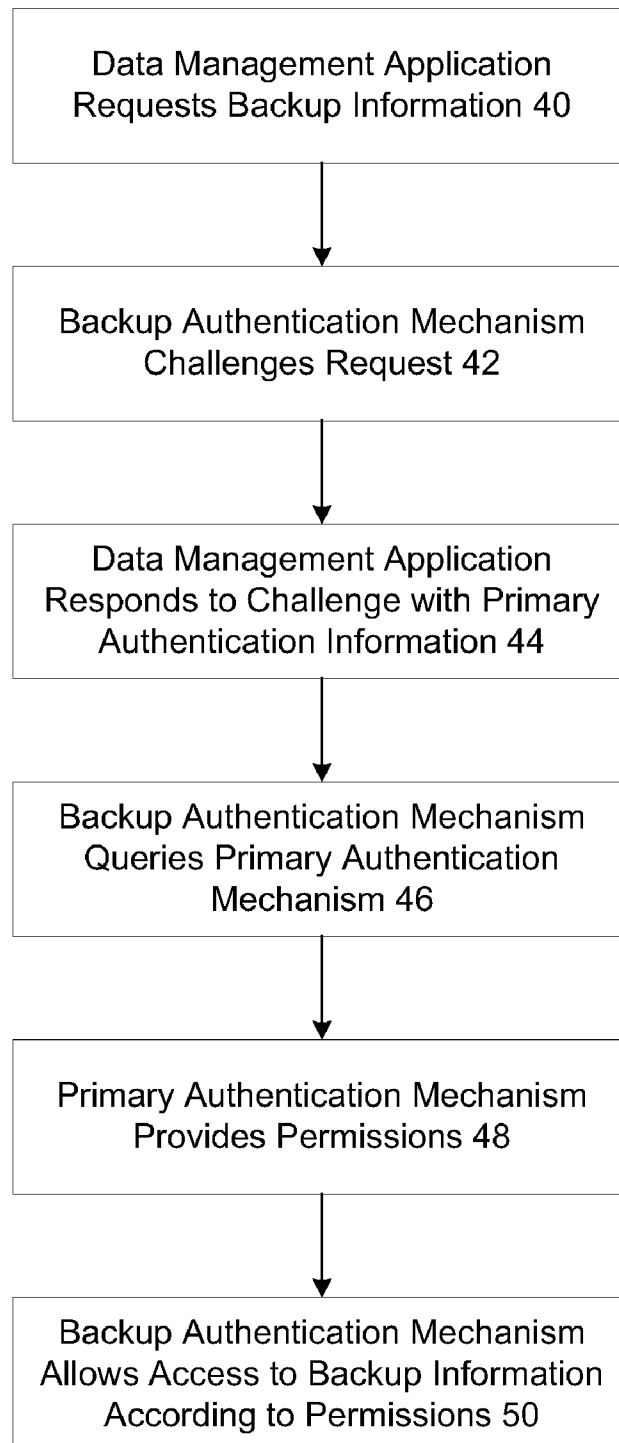 Data Management Application
Requests Backup Information 40
Backup Authentication Mechanism
Challenges Request 42
Data Management Application
Responds to Challenge with Primary
Authentication Information 44
Backup Authentication Mechanism
Queries Primary Authentication
Mechanism 46
Primary Authentication Mechanism
Provides Permissions 48
Backup Authentication Mechanism
Allows Access to Backup Information
According to Permissions 50